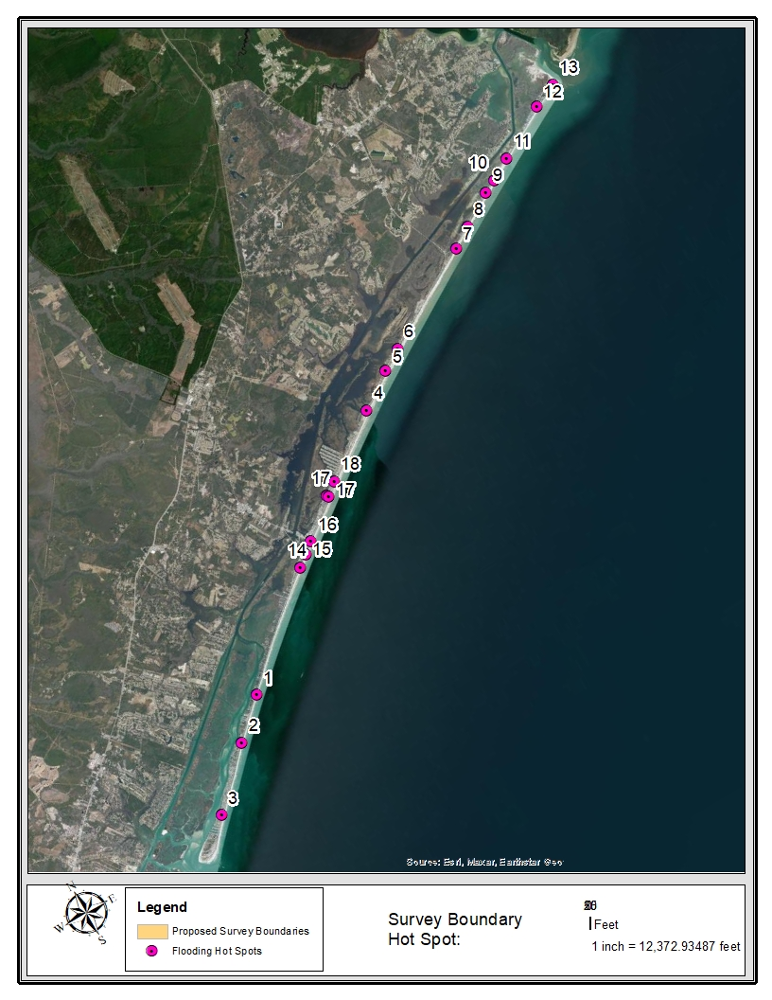 13
12
11
10
9
8
7
6
5
4
18
17
17
16
14
15
1
2
3
Source: Esri, Maxar, Earthstar Geo
N
E
W
S
Legend
Proposed Survey Boundaries
Flooding Hot Spots
Survey Boundary
Hot Spot:
Feet
1 inch = 12,372.93487 feet